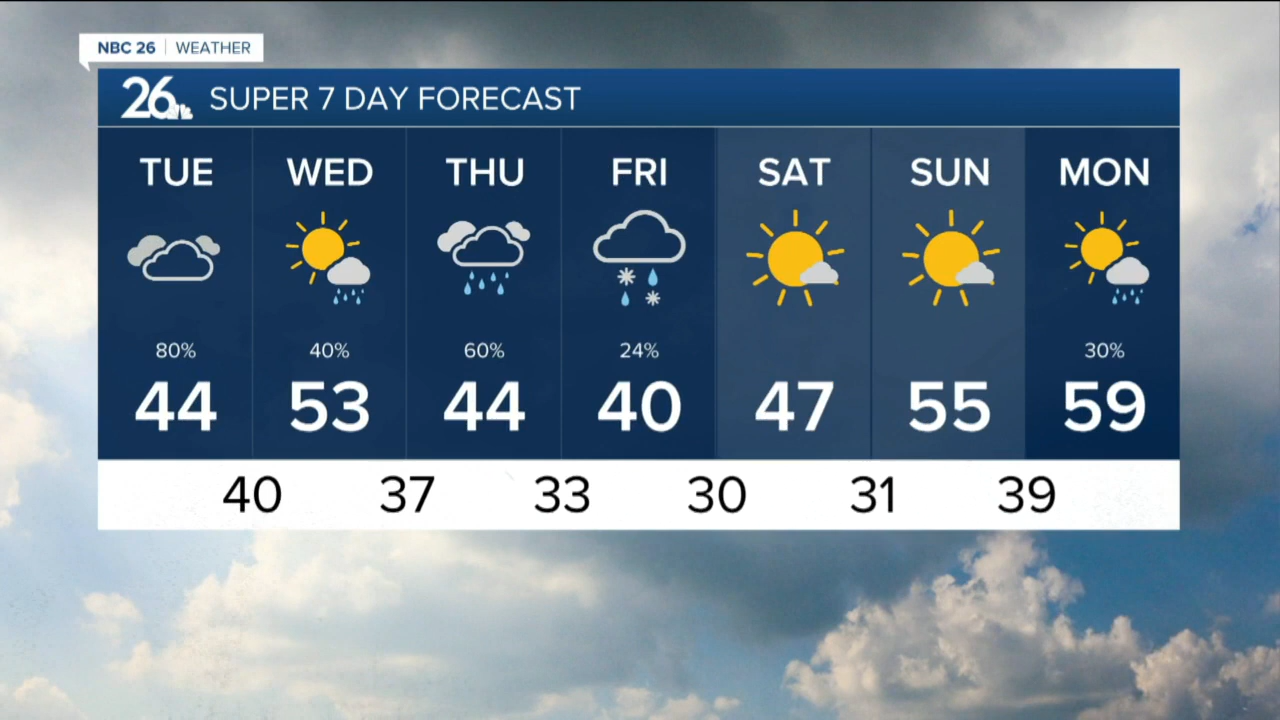 NBC 26 | WEATHER
26 SUPER 7 DAY FORECAST
TUE WED THU FRI SAT SUN MON
80% 40% 60% 24% 30%
44 53 44 40 47 55 59
40 37 33 30 31 39